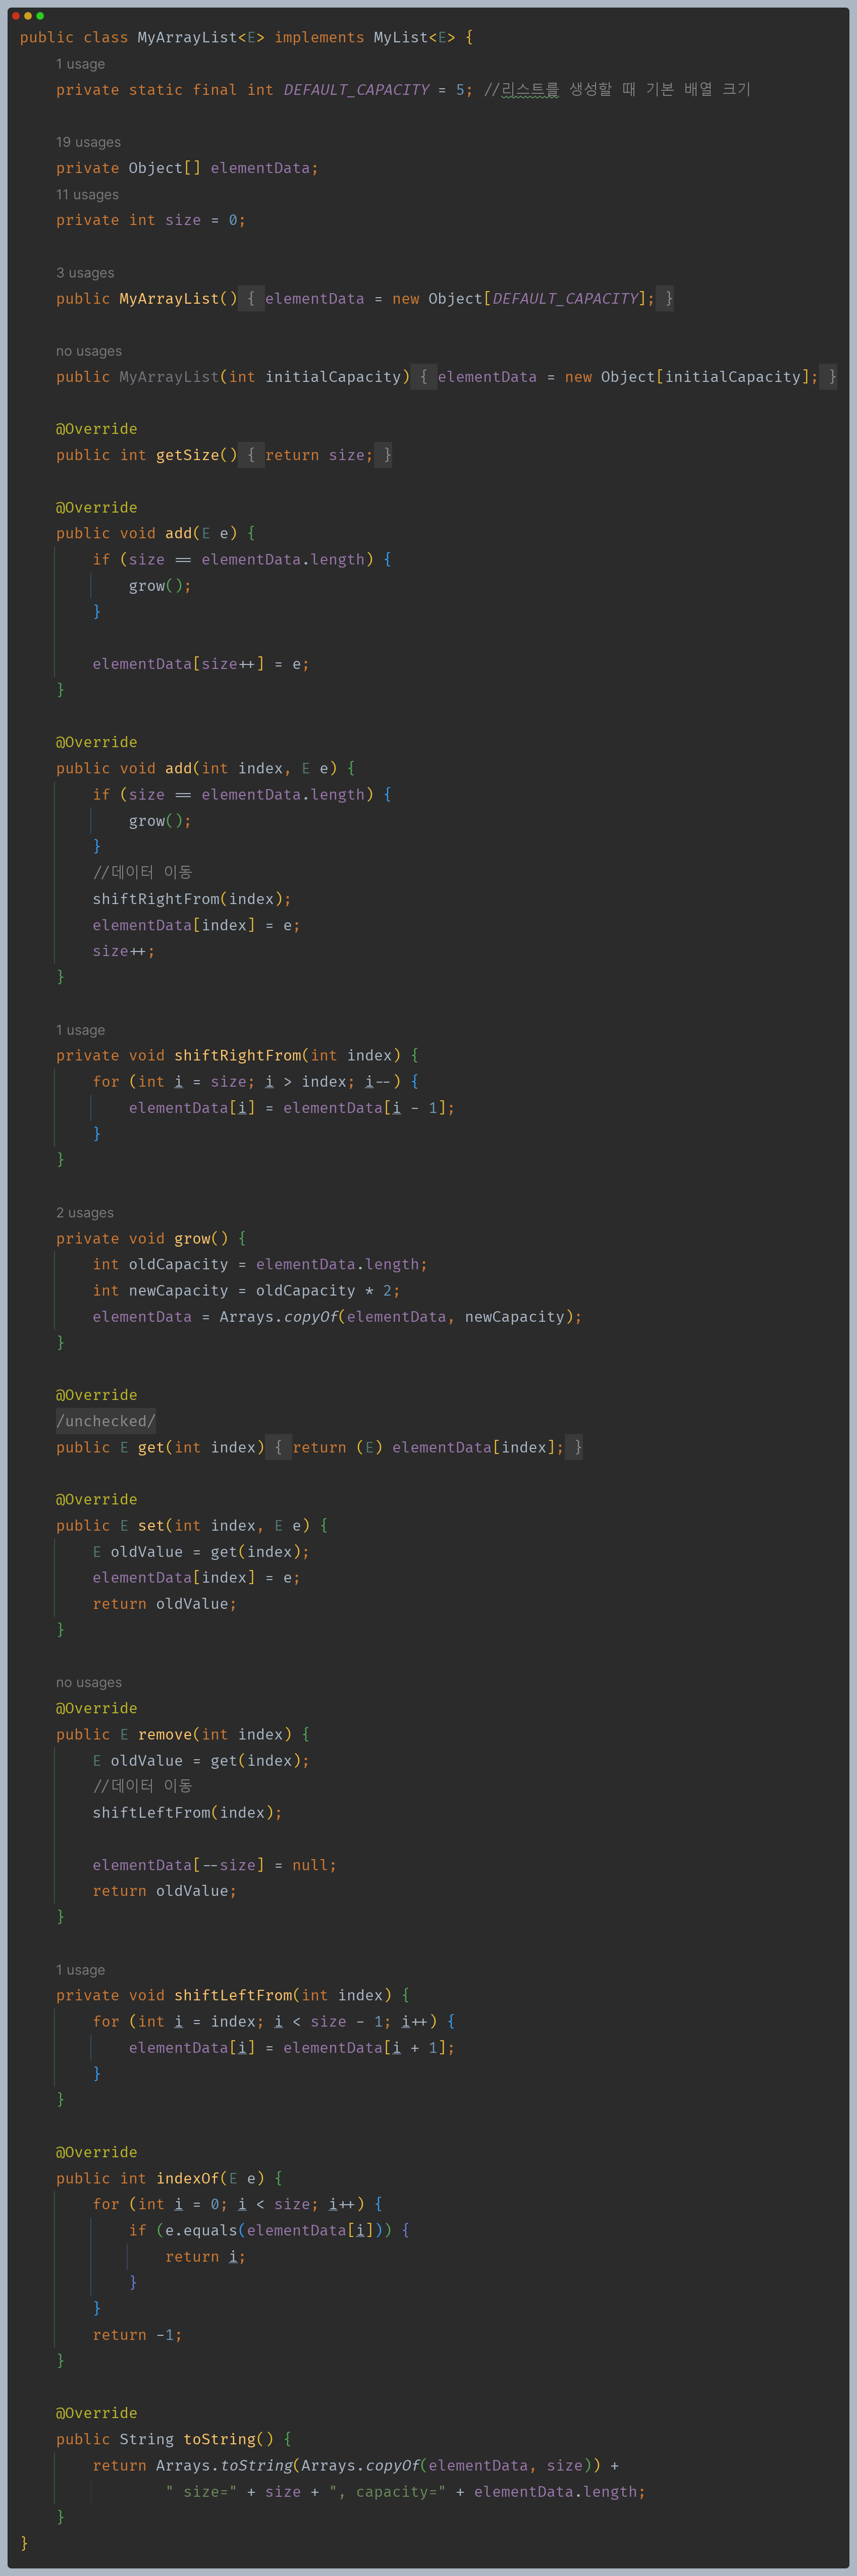 public class MyArrayList<E> implements MyList<E> {
1 usage
private static final int DEFAULT_CAPACITY = 5; //리스트를 생성할 때 기본 배열 크기
19 usages
private Object[] elementData;
11 usages
private int size = 0;
3 usages
public MyArrayList() { elementData = new Object[DEFAULT_CAPACITY]; }
no usages
public MyArrayList(int initialCapacity) { elementData = new Object[initialCapacity]; }
@Override
public int getSize() { return size; }
@Override
public void add(E e) {
if (size == elementData.length) {
grow();
}
elementData[size++] = e;
}
@Override
public void add(int index, E e) {
if (size == elementData.length) {
grow();
}
//데이터 이동
shiftRightFrom(index);
elementData[index] = e;
size++;
}
1 usage
private void shiftRightFrom(int index) {
for (int i = size; i > index; i--) {
elementData[i] = elementData[i - 1];
}
}
2 usages
private void grow() {
int oldCapacity = elementData.length;
int newCapacity = oldCapacity * 2;
elementData = Arrays.copyOf(elementData, newCapacity);
}
@Override
/unchecked/
public E get(int index) { return (E) elementData[index]; }
@Override
public E set(int index, E e) {
E oldValue = get(index);
elementData[index] = e;
return oldValue;
}
no usages
@Override
public E remove(int index) {
E oldValue = get(index);
//데이터 이동
shiftLeftFrom(index);
elementData[--size] = null;
return oldValue;
}
1 usage
private void shiftLeftFrom(int index) {
for (int i = index; i < size - 1; i++) {
elementData[i] = elementData[i + 1];
}
}
@Override
public int indexOf(E e) {
for (int i = 0; i < size; i++) {
if (e.equals(elementData[i])) {
return i;
}
}
return -1;
}
@Override
public String toString() {
return Arrays.toString(Arrays.copyOf(elementData, size)) +
" size=" + size + ", capacity=" + elementData.length;
}
}